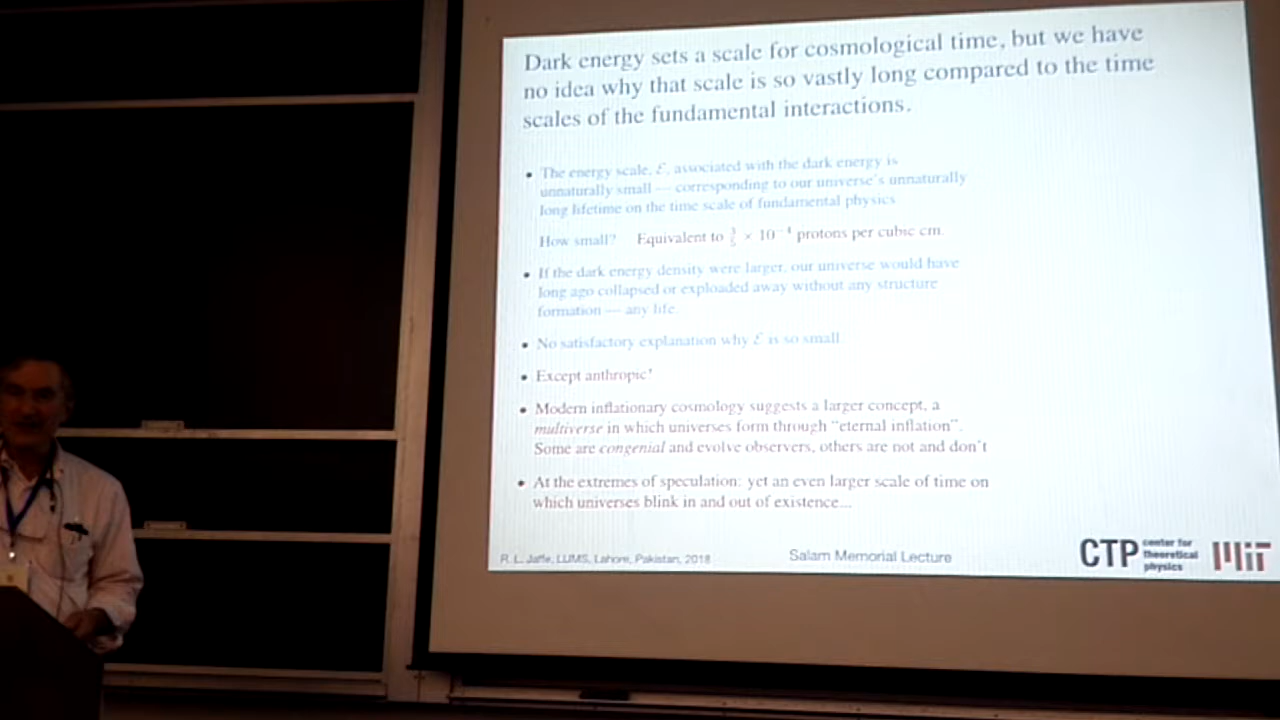 Dark energy sets a scale for cosmological time, but we have
no idea why that scale is so vastly long compared to the time
scales of the fundamental interactions.
• The energy scale, ℰ, associated with the dark energy is
unnaturally small — corresponding to our universe's unnaturally
long lifetime on the time scale of fundamental physics
How small? Equivalent to × 10⁻⁴ protons per cubic cm.
• If the dark energy density were larger, our universe would have
long ago collapsed or exploaded away without any structure
formation — any life.
• No satisfactory explanation why ℰ is so small
• Except anthropic!
• Modern inflationary cosmology suggests a larger concept, a
multiverse in which universes form through "eternal inflation".
Some are congenial and evolve observers, others are not and don't
• At the extremes of speculation: yet an even larger scale of time on
which universes blink in and out of existence...
R. L. Jaffe, LUMS, Lahore, Pakistan, 2018
Salam Memorial Lecture
CTP center for
theoretical
physics
MIT